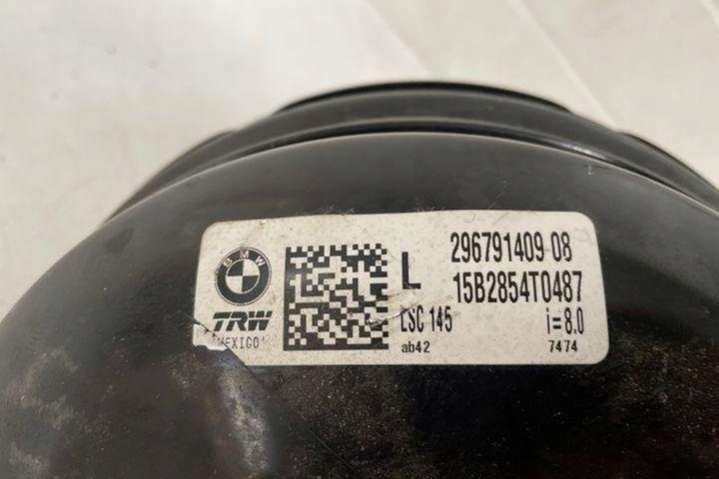 BMW
TRW
MEXICO
L
296791409 08
15B2854T0487
LSC 145
i=8.0
ab42
7474